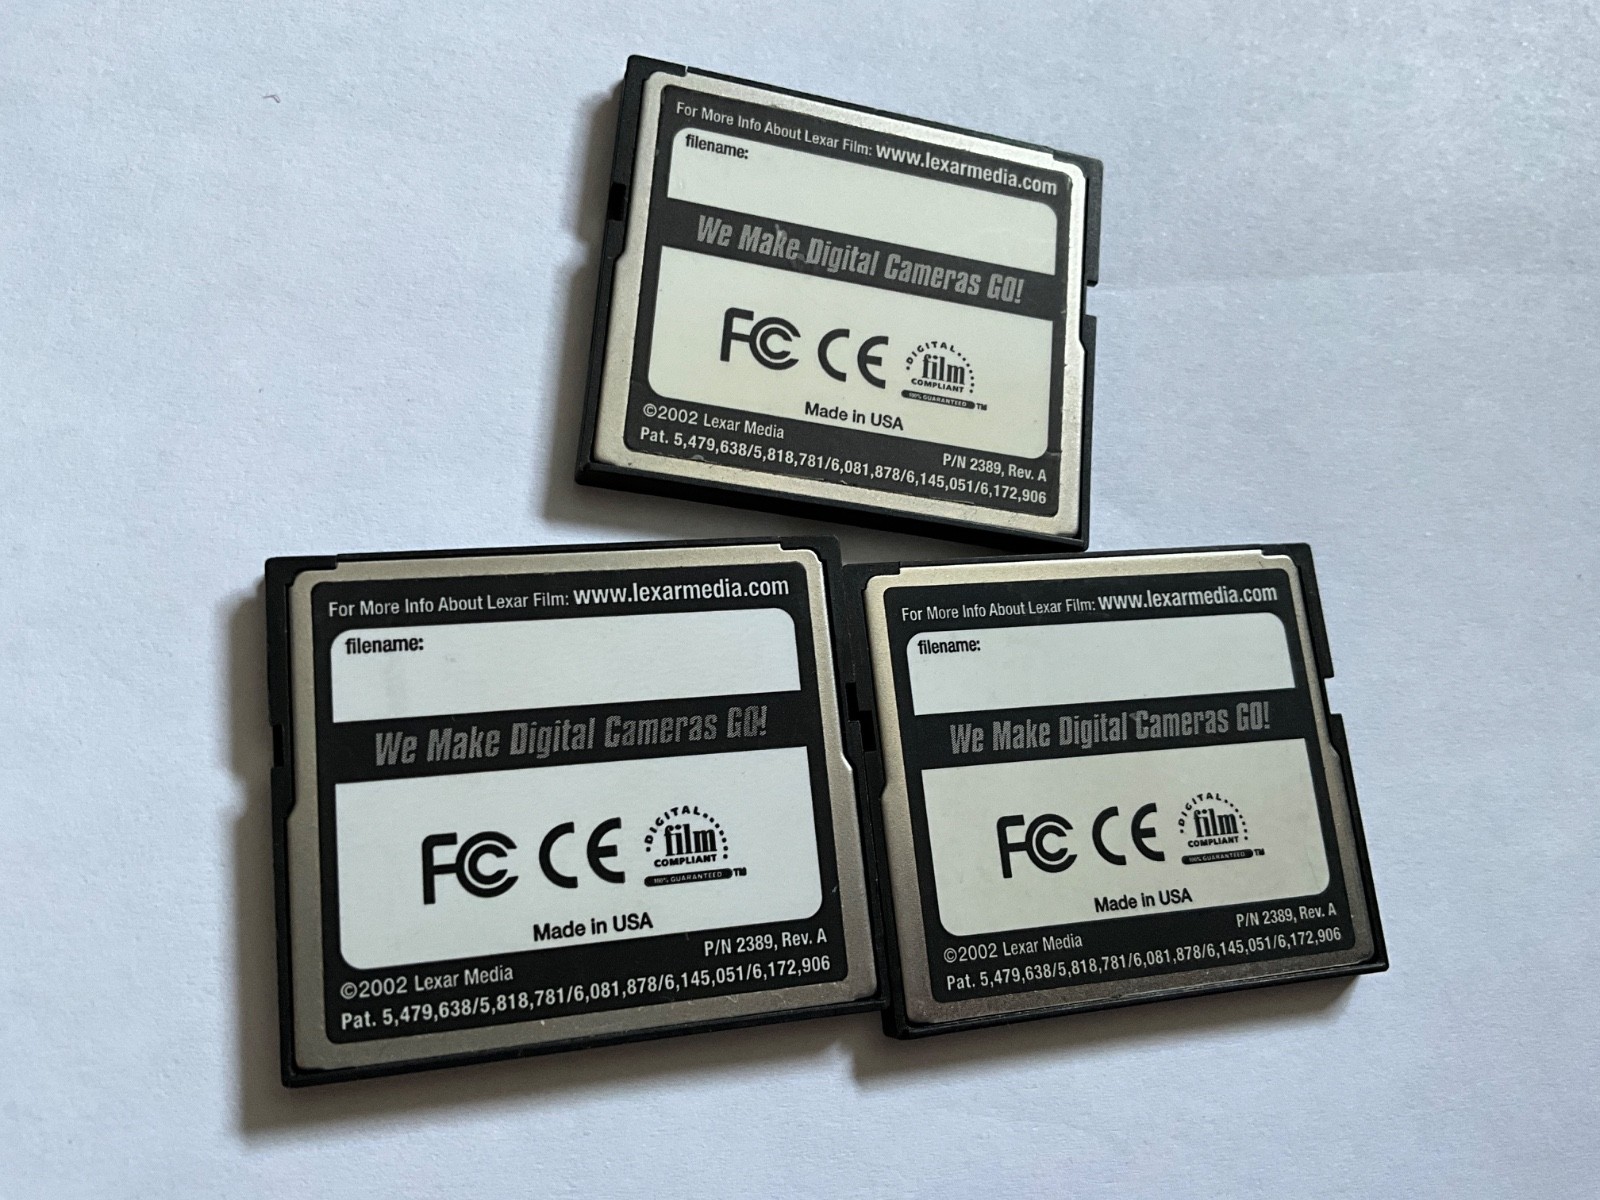 For More Info About Lexar Film: www.lexarmedia.com
filename:
We Make Digital Cameras GO!
FC CE DIGITAL film COMPLIANT 100% GUARANTEED TM
Made in USA
©2002 Lexar Media
P/N 2389, Rev. A
Pat. 5,479,638/5,818,781/6,081,878/6,145,051/6,172,906
For More Info About Lexar Film: www.lexarmedia.com
filename:
We Make Digital Cameras GO!
FC CE DIGITAL film COMPLIANT 100% GUARANTEED TM
Made in USA
P/N 2389, Rev. A
©2002 Lexar Media
Pat. 5,479,638/5,818,781/6,081,878/6,145,051/6,172,906
For More Info About Lexar Film: www.lexarmedia.com
filename:
We Make Digital Cameras GO!
FC CE DIGITAL film COMPLIANT 100% GUARANTEED TM
Made in USA
P/N 2389, Rev. A
©2002 Lexar Media
Pat. 5,479,638/5,818,781/6,081,878/6,145,051/6,172,906